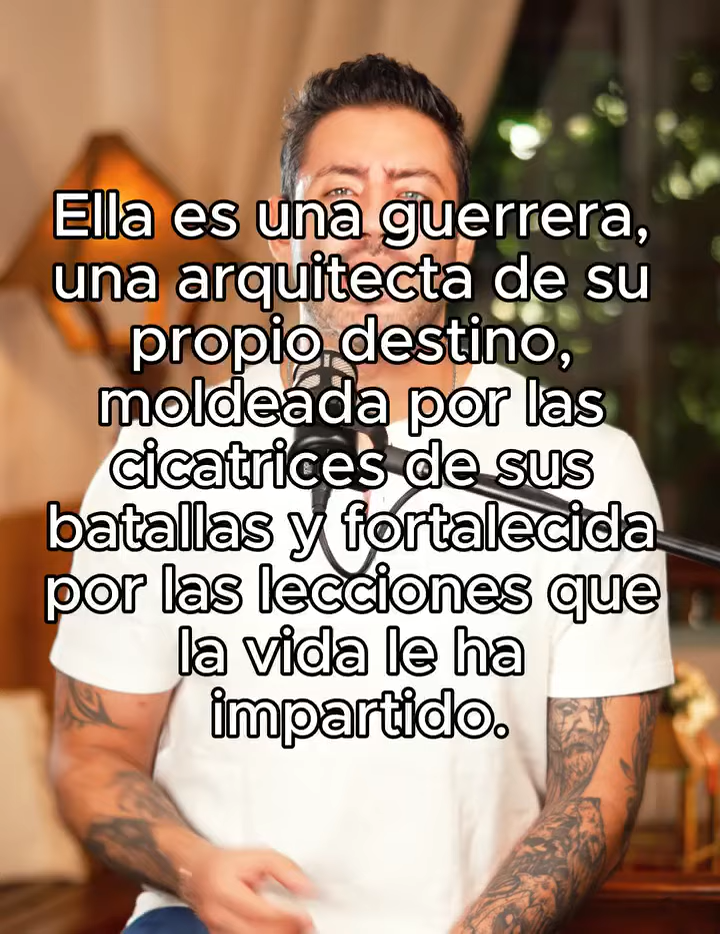 Ella es una guerrera,
una arquitecta de su
propio destino,
moldeada por las
cicatrices de sus
batallas y fortalecida
por las lecciones que
la vida le ha
impartido.